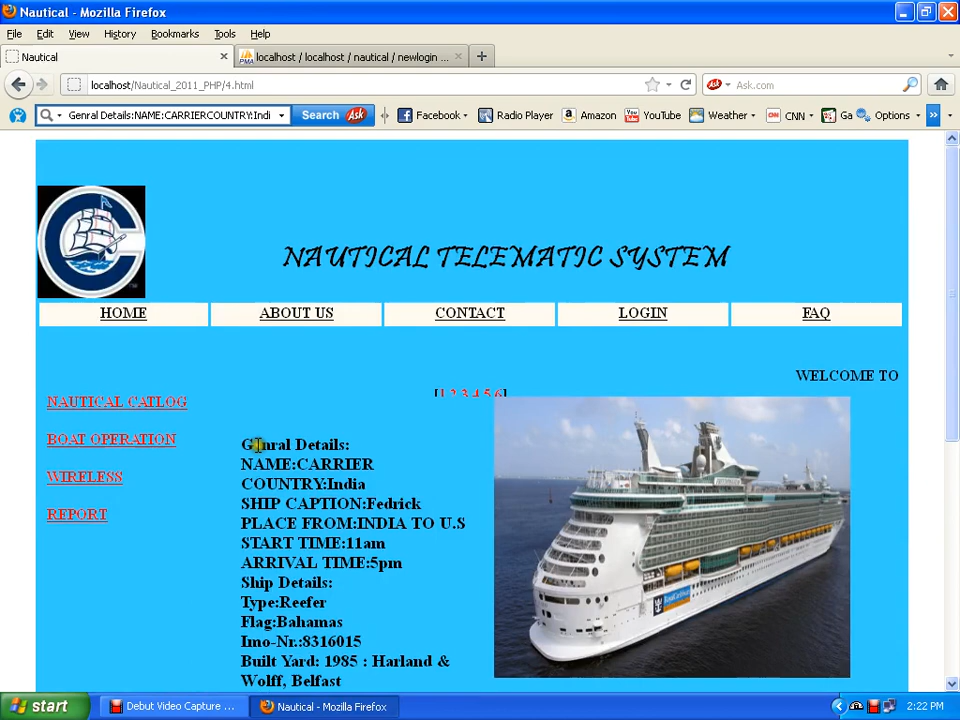 Nautical - Mozilla Firefox
File Edit View History Bookmarks Tools Help
Nautical
localhost / localhost / nautical / newlogin ...
localhost/Nautical_2011_PHP/4.html
Ask.com
Genral Details:NAME:CARRIERCOUNTRY:Indi
Search Ask
Facebook
Radio Player
Amazon
YouTube
Weather
CNN
Ga
Options
NAUTICAL TELEMATIC SYSTEM
HOME
ABOUT US
CONTACT
LOGIN
FAQ
WELCOME TO
[1 2 3 4 5 6]
NAUTICAL CATLOG
BOAT OPERATION
WIRELESS
REPORT
Genral Details:
NAME:CARRIER
COUNTRY:India
SHIP CAPTION:Fedrick
PLACE FROM:INDIA TO U.S
START TIME:11am
ARRIVAL TIME:5pm
Ship Details:
Type:Reefer
Flag:Bahamas
Imo-Nr.:8316015
Built Yard: 1985 : Harland &
Wolff, Belfast
start
Debut Video Capture ...
Nautical - Mozilla Firefox
2:22 PM